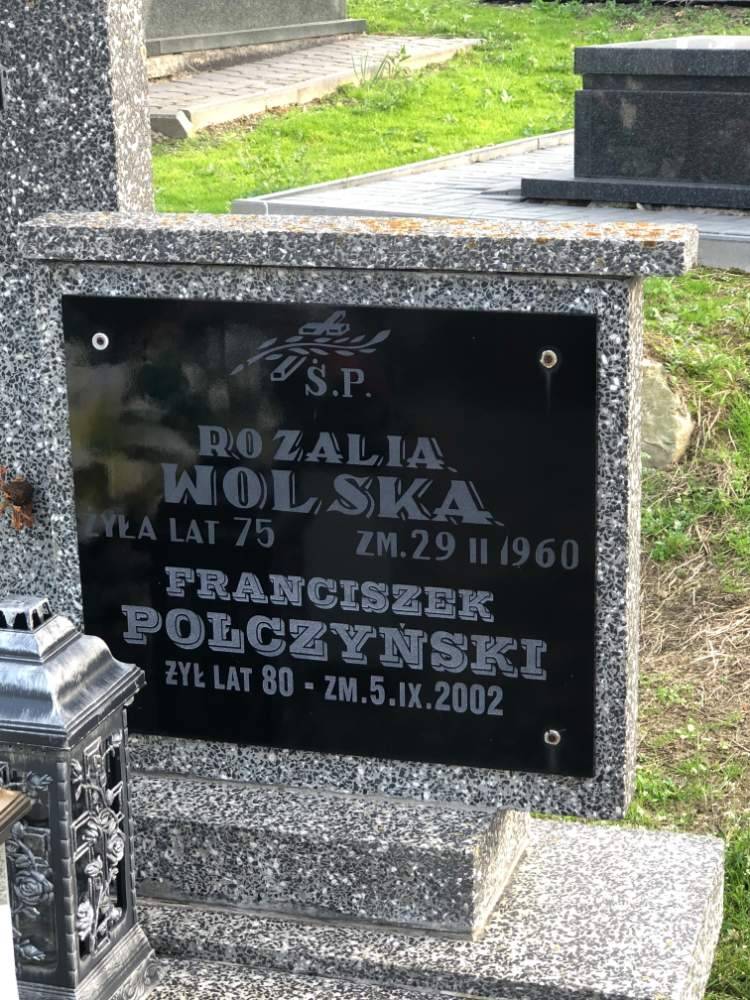 Ś.P.
ROZALIA
WOLSKA
ŻYŁA LAT 75 ZM. 29 II 1960
FRANCISZEK
POŁCZYŃSKI
ŻYŁ LAT 80 - ZM. 5.IX.2002